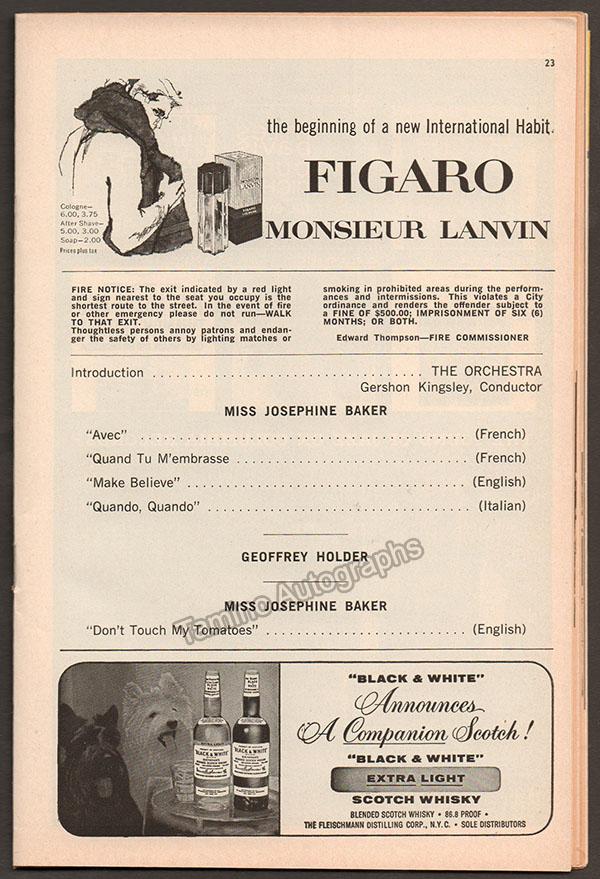 23
the beginning of a new International Habit.
FIGARO
MONSIEUR LANVIN
Cologne—
6.00, 3.75
After Shave—
5.00, 3.00
Soap—2.00
Prices plus tax
LANVIN
FIRE NOTICE: The exit indicated by a red light
and sign nearest to the seat you occupy is the
shortest route to the street. In the event of fire
or other emergency please do not run—WALK
TO THAT EXIT.
Thoughtless persons annoy patrons and endan-
ger the safety of others by lighting matches or
smoking in prohibited areas during the perform-
ances and intermissions. This violates a City
ordinance and renders the offender subject to
a FINE OF $500.00; IMPRISONMENT OF SIX (6)
MONTHS; OR BOTH.
Edward Thompson—FIRE COMMISSIONER
Introduction . . . . . . . . . . . . . . . . . . . . . . . . . . . . . . . . . . . . THE ORCHESTRA
Gershon Kingsley, Conductor
MISS JOSEPHINE BAKER
"Avec" . . . . . . . . . . . . . . . . . . . . . . . . . . . . . . . . . . . . . . . . . . (French)
"Quand Tu M'embrasse . . . . . . . . . . . . . . . . . . . . . . . . . . . . (French)
"Make Believe" . . . . . . . . . . . . . . . . . . . . . . . . . . . . . . . . . . . (English)
"Quando, Quando" . . . . . . . . . . . . . . . . . . . . . . . . . . . . . . . . (Italian)
GEOFFREY HOLDER
Tamino Autographs
MISS JOSEPHINE BAKER
"Don't Touch My Tomatoes" . . . . . . . . . . . . . . . . . . . . . . . . . (English)
"BLACK & WHITE"
Announces
A Companion Scotch!
"BLACK & WHITE"
EXTRA LIGHT
SCOTCH WHISKY
BLENDED SCOTCH WHISKY • 86.8 PROOF •
THE FLEISCHMANN DISTILLING CORP., N.Y.C. • SOLE DISTRIBUTORS
EXTRA LIGHT
"BLACK & WHITE"
"BLACK & WHITE"